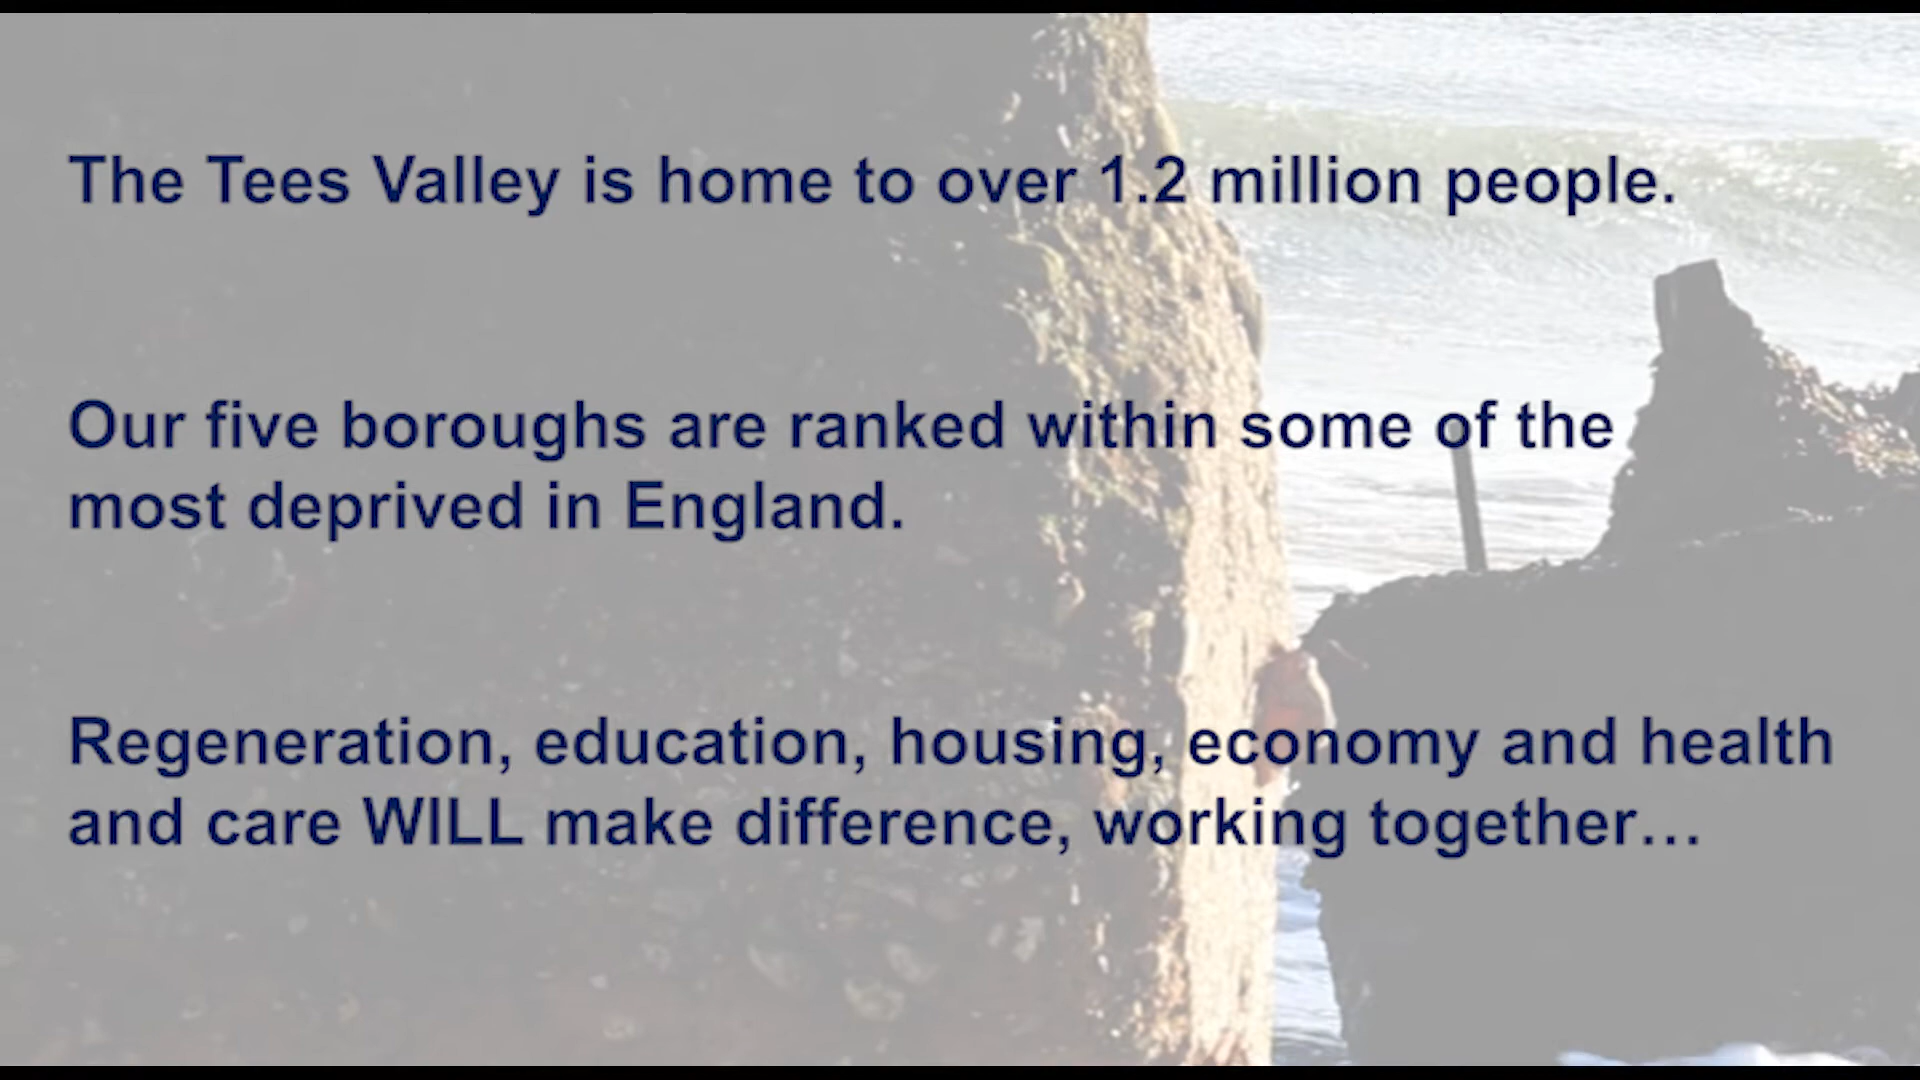 The Tees Valley is home to over 1.2 million people.
Our five boroughs are ranked within some of the
most deprived in England.
Regeneration, education, housing, economy and health
and care WILL make difference, working together…